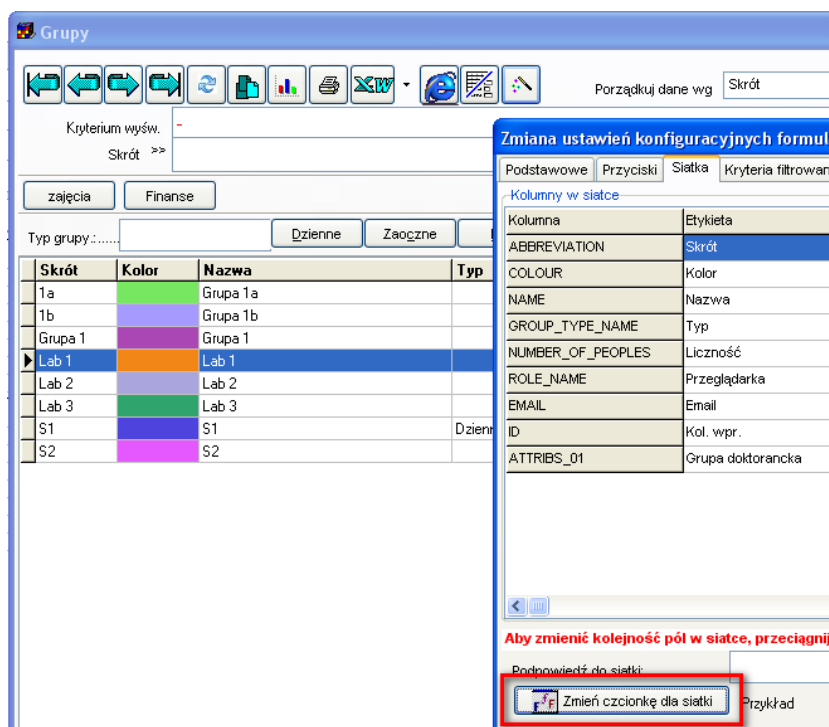 Grupy
Porządkuj dane wg Skrót
Kryterium wyśw. -
Skrót >>
zajęcia Finanse
Typ grupy.:...... Dzienne Zaoczne
Skrót Kolor Nazwa Typ
1a Grupa 1a
1b Grupa 1b
Grupa 1 Grupa 1
Lab 1 Lab 1
Lab 2 Lab 2
Lab 3 Lab 3
S1 S1 Dzienn
S2 S2
Zmiana ustawień konfiguracyjnych formul
Podstawowe Przyciski Siatka Kryteria filtrowan
Kolumny w siatce
Kolumna Etykieta
ABBREVIATION Skrót
COLOUR Kolor
NAME Nazwa
GROUP_TYPE_NAME Typ
NUMBER_OF_PEOPLES Liczność
ROLE_NAME Przeglądarka
EMAIL Email
ID Kol. wpr.
ATTRIBS_01 Grupa doktorancka
Aby zmienić kolejność pól w siatce, przeciągnij
Podpowiedź do siatki:
Zmień czcionkę dla siatki Przykład